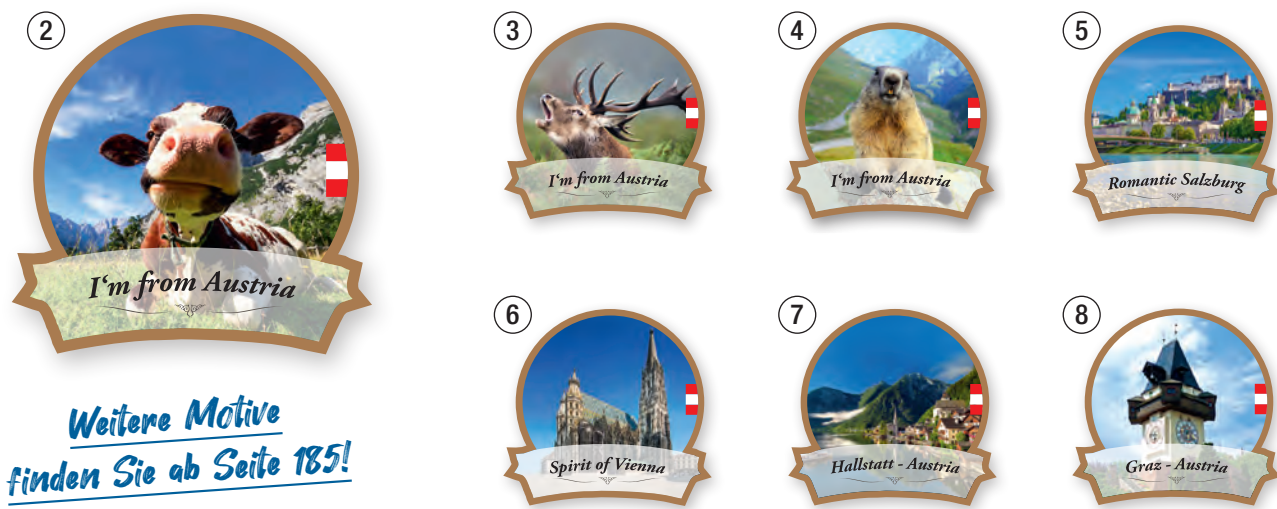 2
I'm from Austria
Weitere Motive
finden Sie ab Seite 185!
3
I'm from Austria
4
I'm from Austria
5
Romantic Salzburg
6
Spirit of Vienna
7
Hallstatt - Austria
8
Graz - Austria